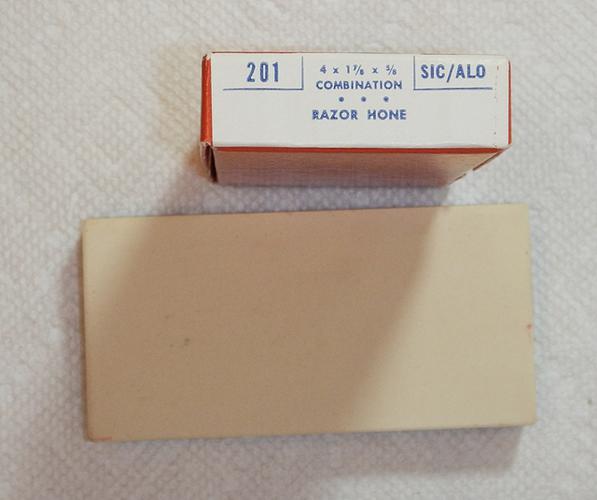 201
4 x 1⅞ x ⅝
COMBINATION
RAZOR HONE
SIC/ALO